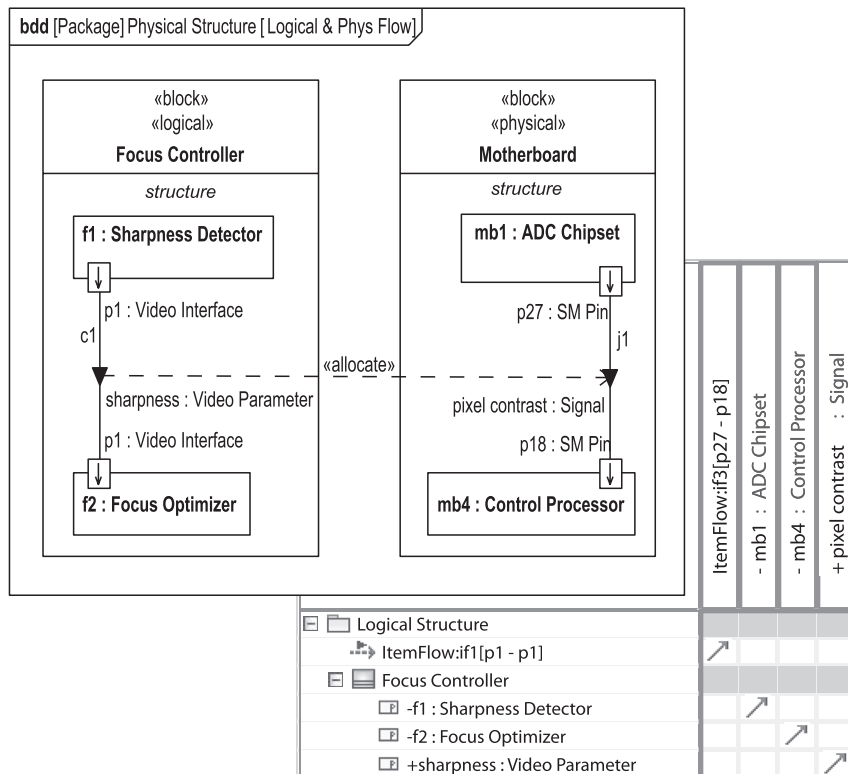 bdd [Package] Physical Structure [ Logical & Phys Flow]
«block»
«logical»
Focus Controller
structure
f1 : Sharpness Detector
p1 : Video Interface
c1
«allocate»
sharpness : Video Parameter
p1 : Video Interface
f2 : Focus Optimizer
«block»
«physical»
Motherboard
structure
mb1 : ADC Chipset
p27 : SM Pin
j1
pixel contrast : Signal
p18 : SM Pin
mb4 : Control Processor
ItemFlow:if3[p27 - p18]
- mb1 : ADC Chipset
- mb4 : Control Processor
+ pixel contrast : Signal
Logical Structure
ItemFlow:if1[p1 - p1]
Focus Controller
P -f1 : Sharpness Detector
P -f2 : Focus Optimizer
P +sharpness : Video Parameter